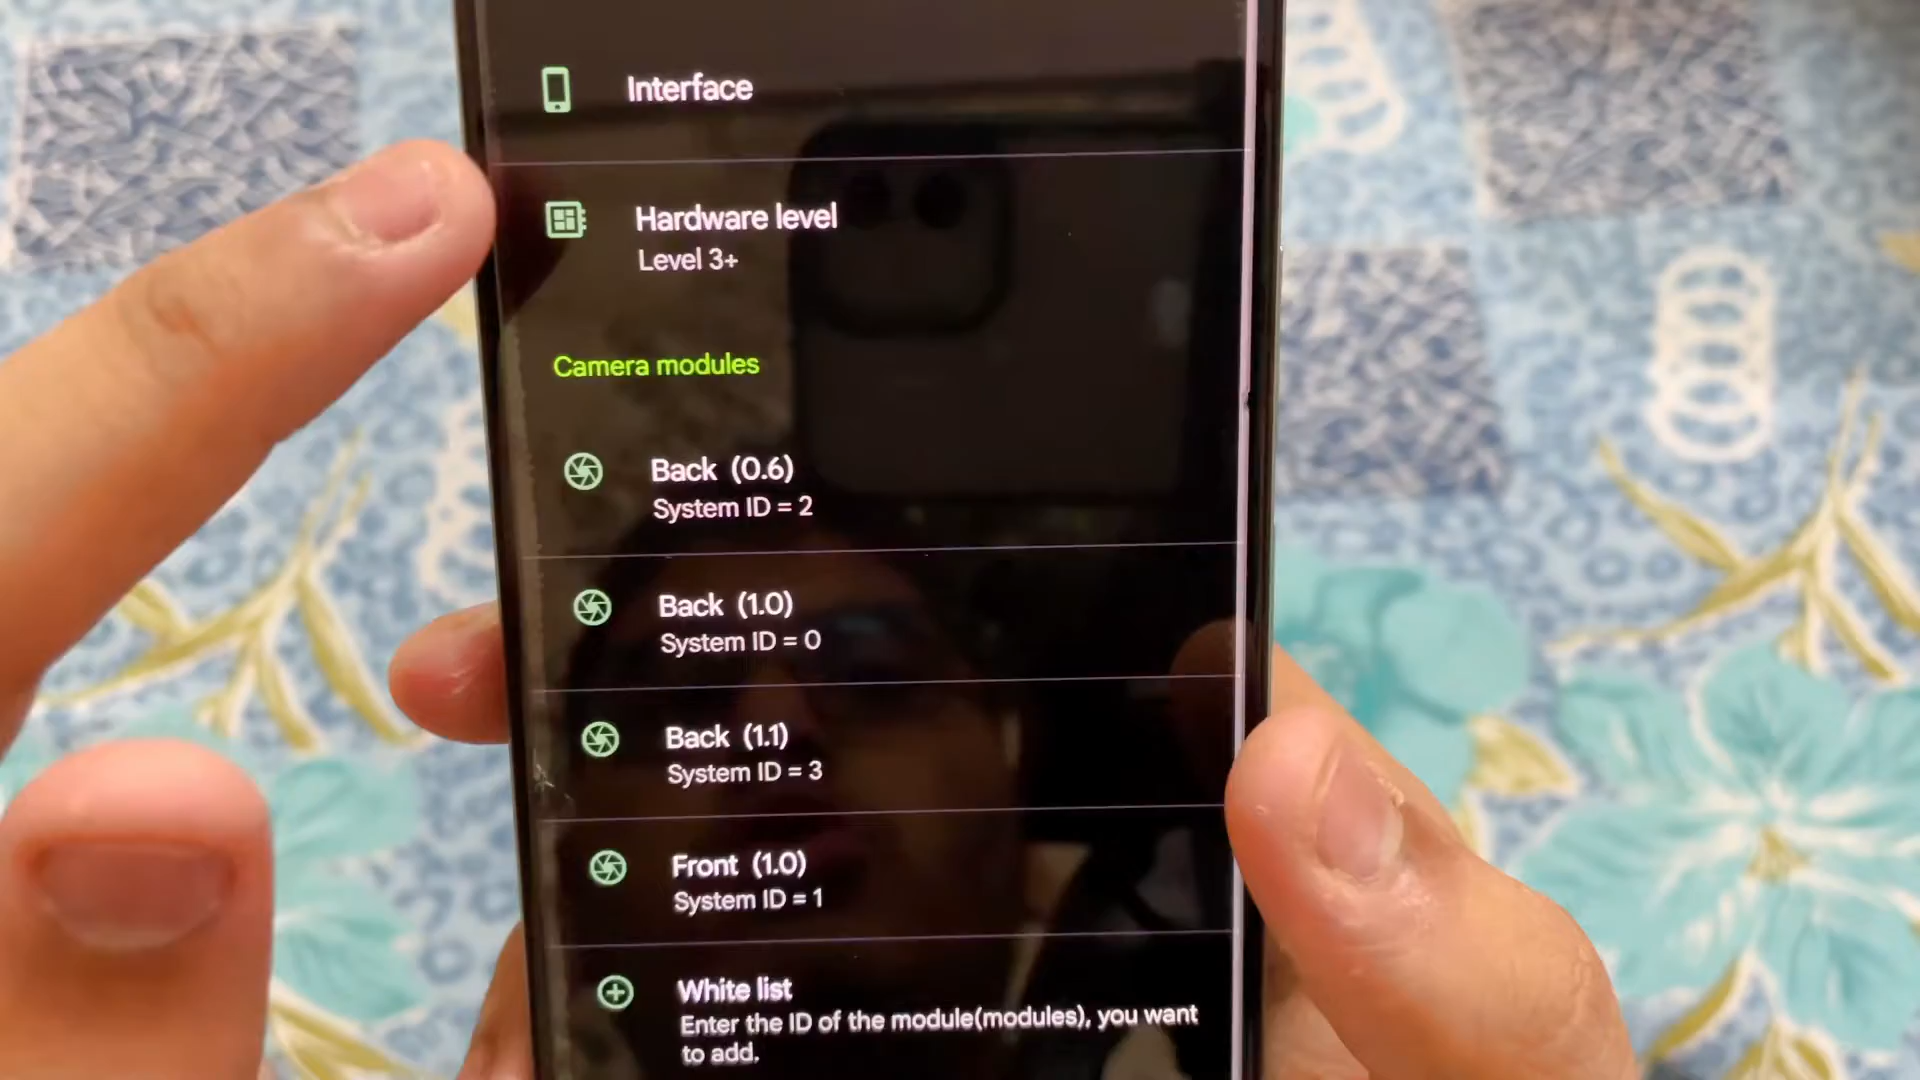 Interface
Hardware level
Level 3+
Camera modules
Back (0.6)
System ID = 2
Back (1.0)
System ID = 0
Back (1.1)
System ID = 3
Front (1.0)
System ID = 1
White list
Enter the ID of the module(modules), you want
to add.